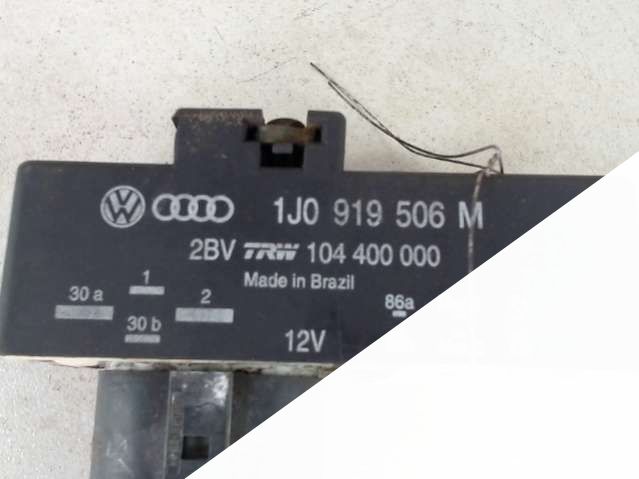 1J0 919 506 M
2BV TRW 104 400 000
Made in Brazil
30 a 1 2 86a
30 b 12V